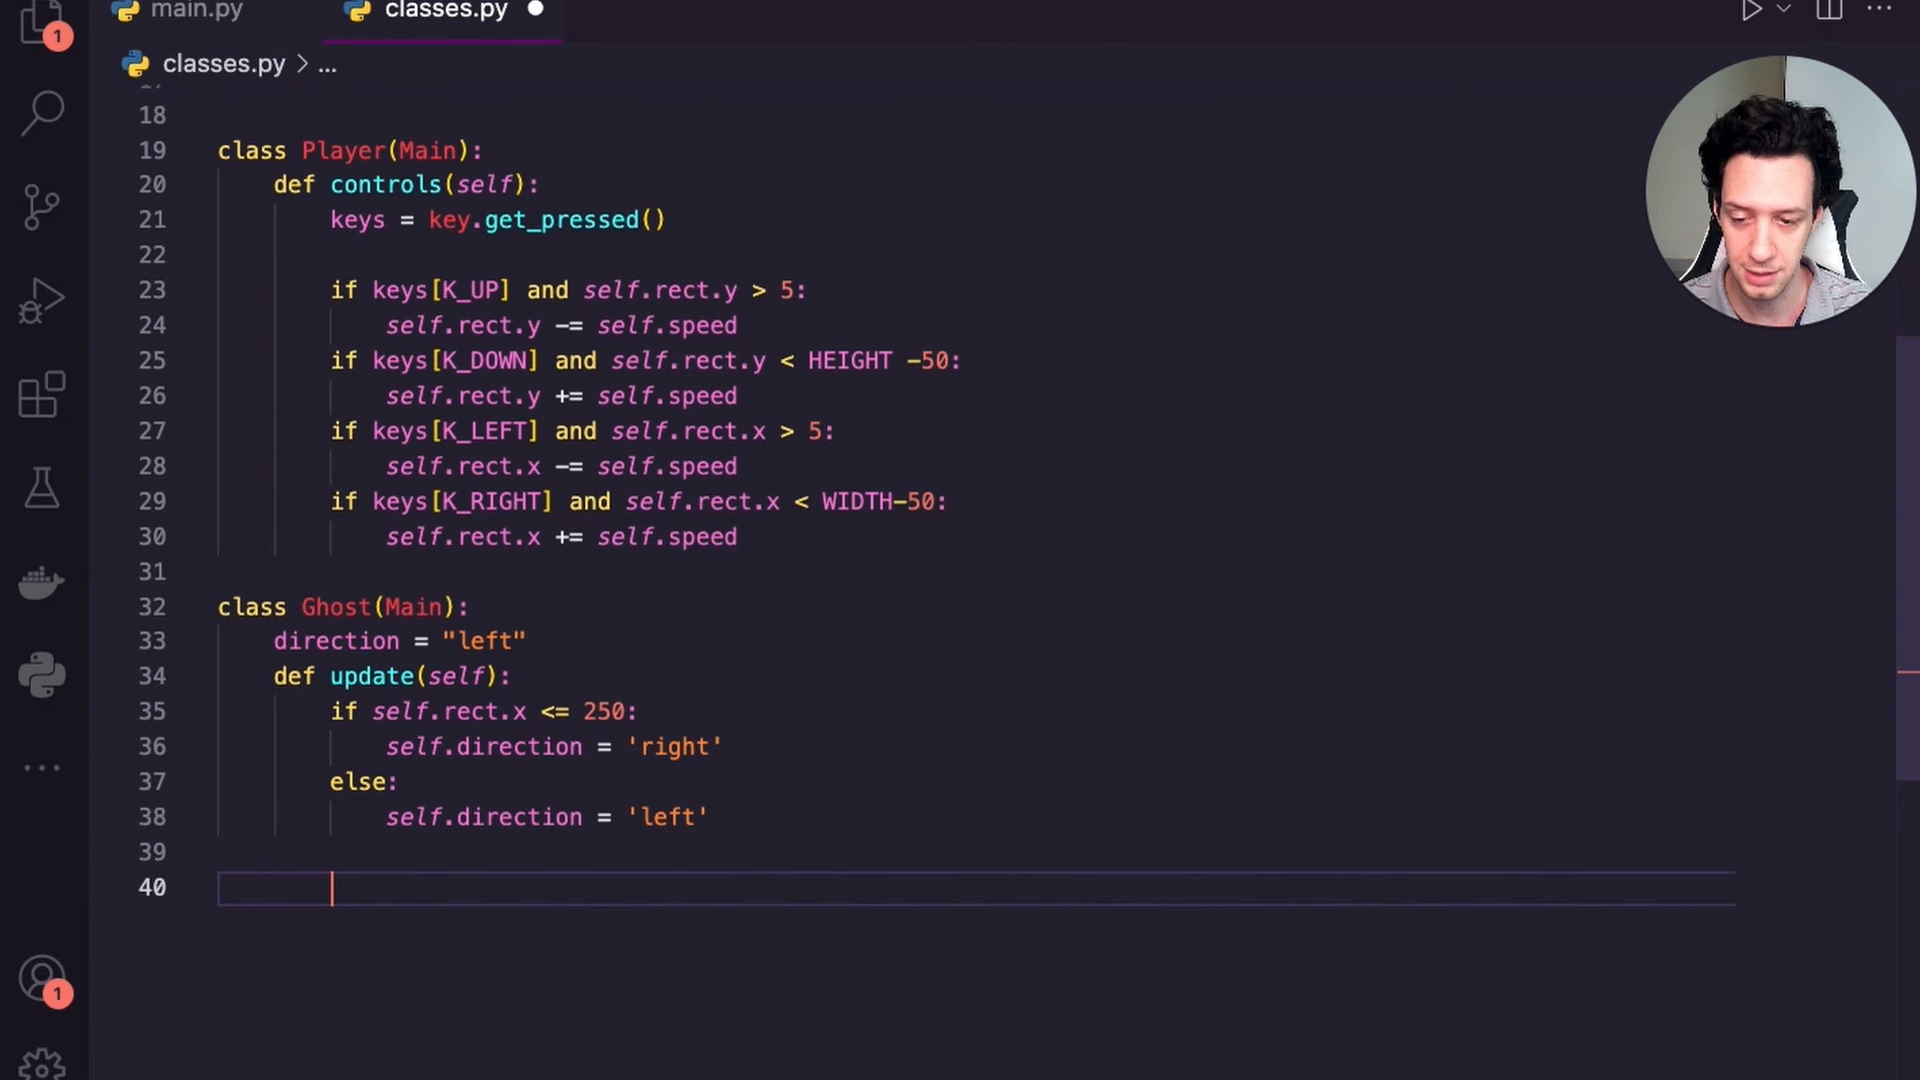 main.py
classes.py
classes.py > ...
18
19 class Player(Main):
20 def controls(self):
21 keys = key.get_pressed()
22
23 if keys[K_UP] and self.rect.y > 5:
24 self.rect.y -= self.speed
25 if keys[K_DOWN] and self.rect.y < HEIGHT -50:
26 self.rect.y += self.speed
27 if keys[K_LEFT] and self.rect.x > 5:
28 self.rect.x -= self.speed
29 if keys[K_RIGHT] and self.rect.x < WIDTH-50:
30 self.rect.x += self.speed
31
32 class Ghost(Main):
33 direction = "left"
34 def update(self):
35 if self.rect.x <= 250:
36 self.direction = 'right'
37 else:
38 self.direction = 'left'
39
40
1
1